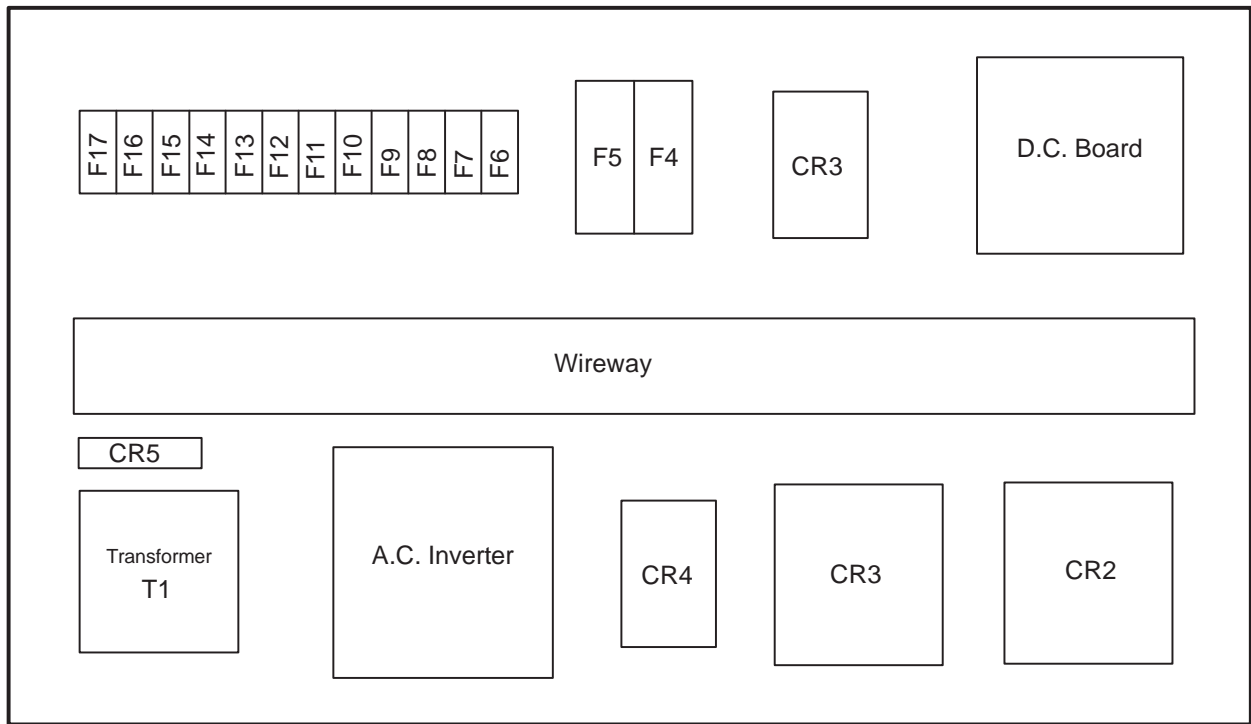 F17 F16 F15 F14 F13 F12 F11 F10 F9 F8 F7 F6
F5 F4
CR3
D.C. Board
Wireway
CR5
Transformer
T1
A.C. Inverter
CR4
CR3
CR2